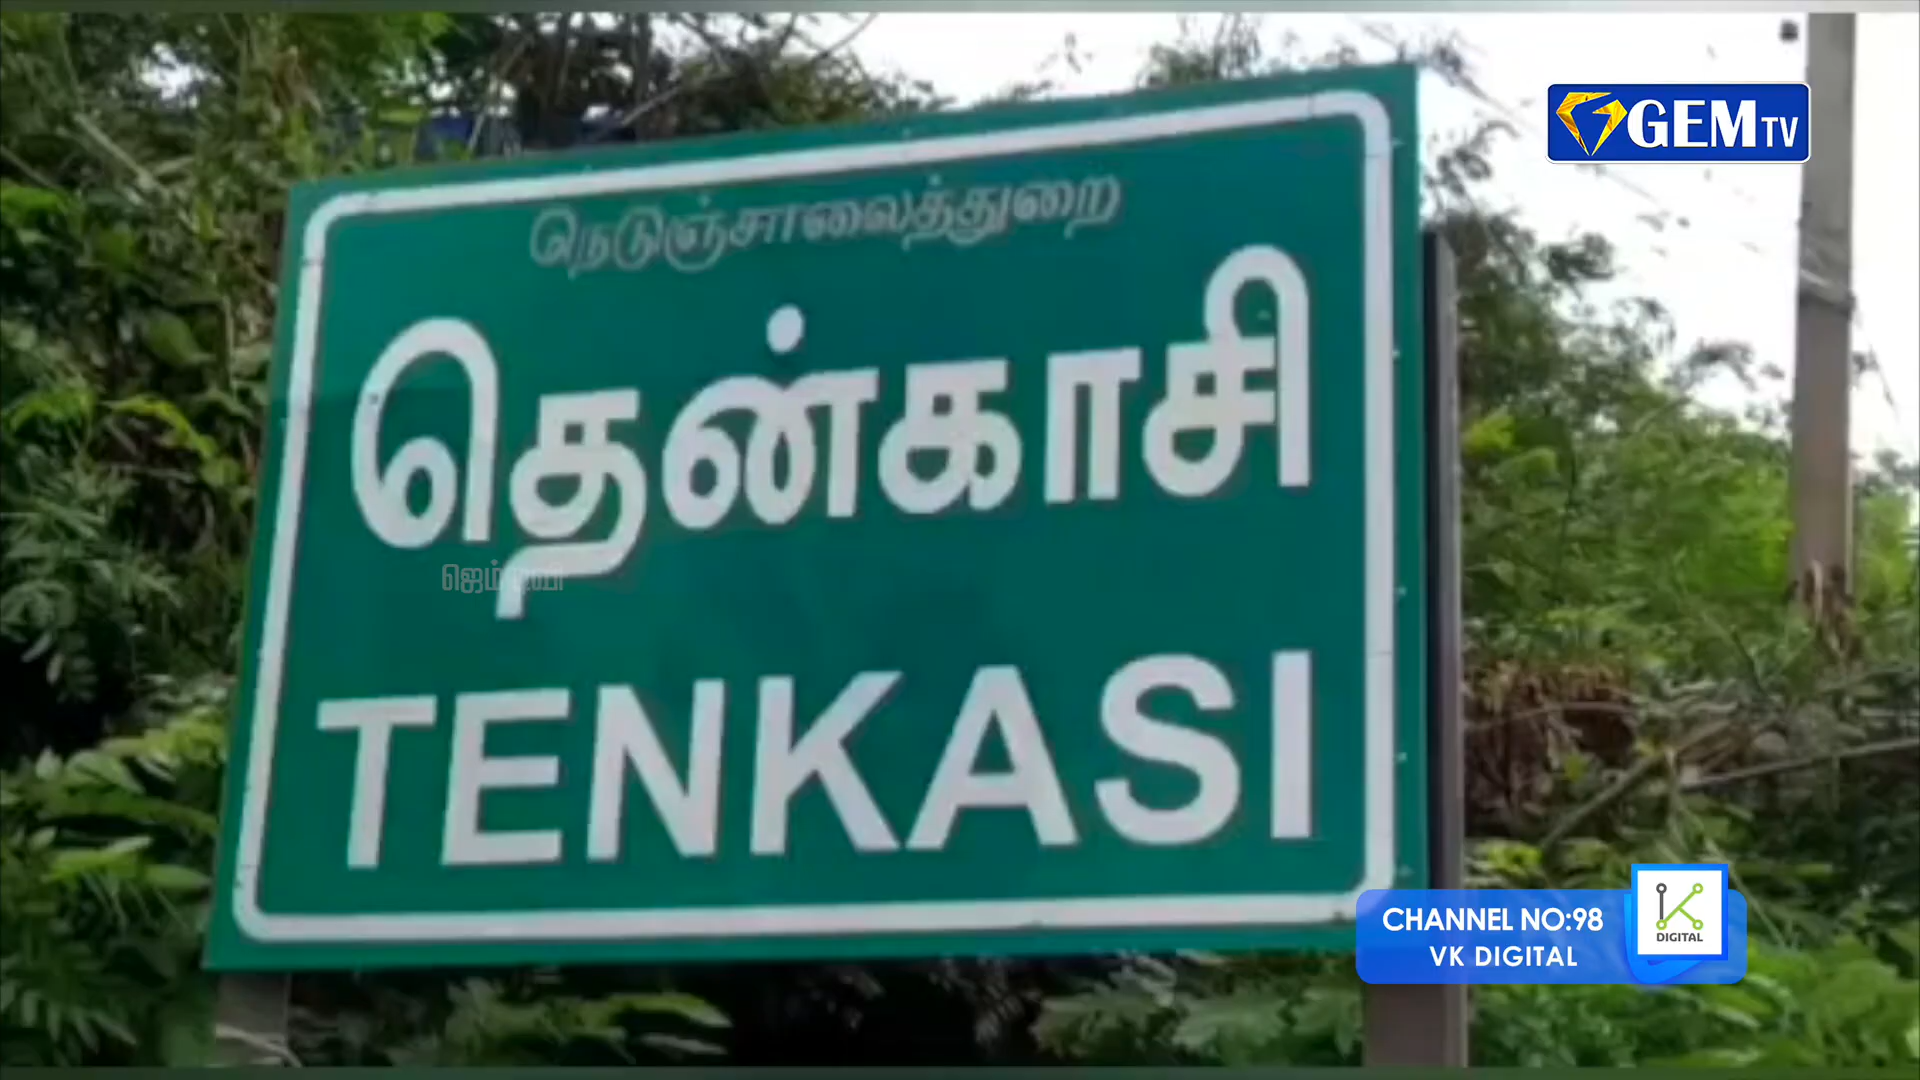 GEM TV
நெடுஞ்சாலைத்துறை
தென்காசி
ஜெம் டிவி
TENKASI
CHANNEL NO:98
VK DIGITAL
DIGITAL